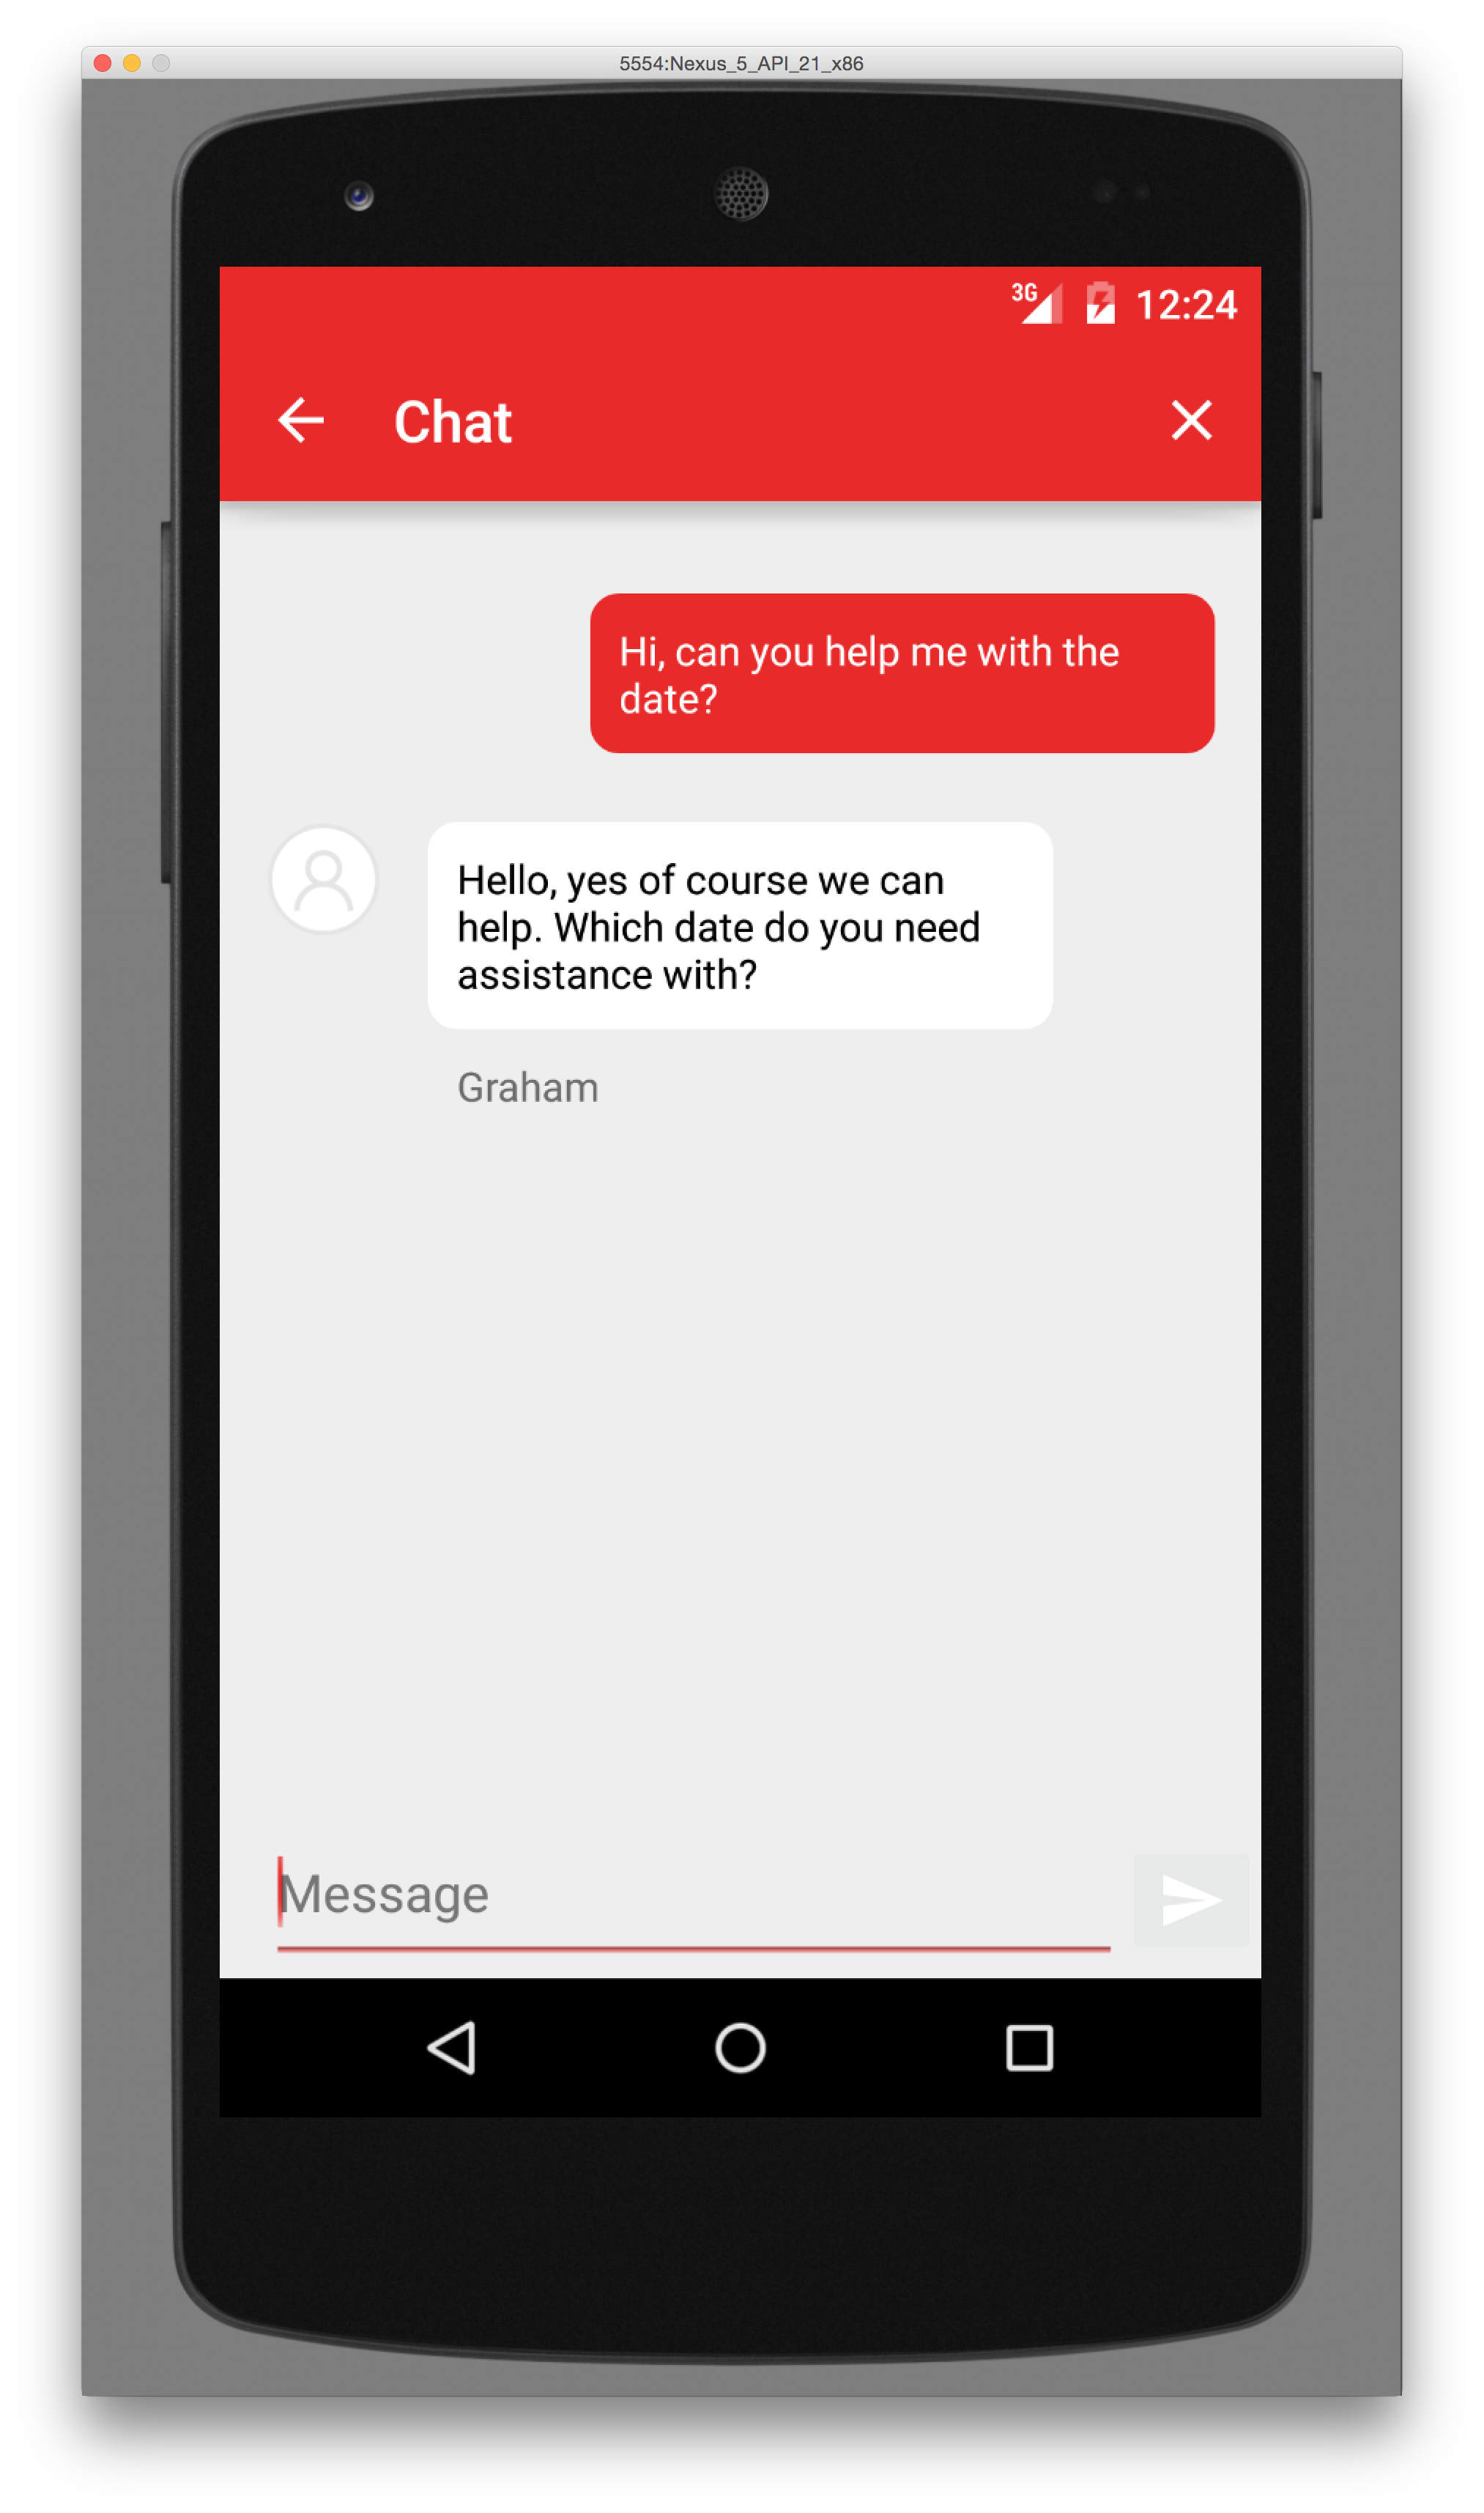 5554:Nexus_5_API_21_x86
3G 12:24
Chat
Hi, can you help me with the
date?
Hello, yes of course we can
help. Which date do you need
assistance with?
Graham
Message